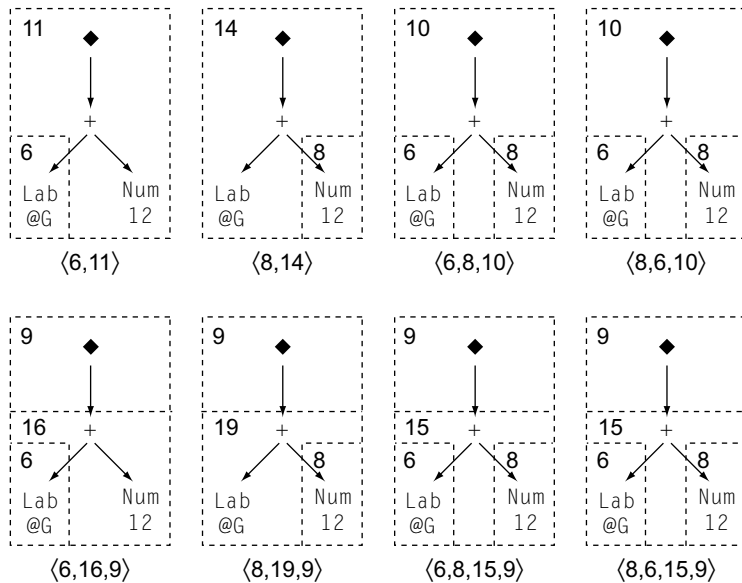 11 14 10 10
+ + + +
6 8 6 8 6 8
Lab Num Lab Num Lab Num Lab Num
@G 12 @G 12 @G 12 @G 12
⟨6,11⟩ ⟨8,14⟩ ⟨6,8,10⟩ ⟨8,6,10⟩
9 9 9 9
16 + 19 + 15 + 15 +
6 8 6 8 6 8
Lab Num Lab Num Lab Num Lab Num
@G 12 @G 12 @G 12 @G 12
⟨6,16,9⟩ ⟨8,19,9⟩ ⟨6,8,15,9⟩ ⟨8,6,15,9⟩